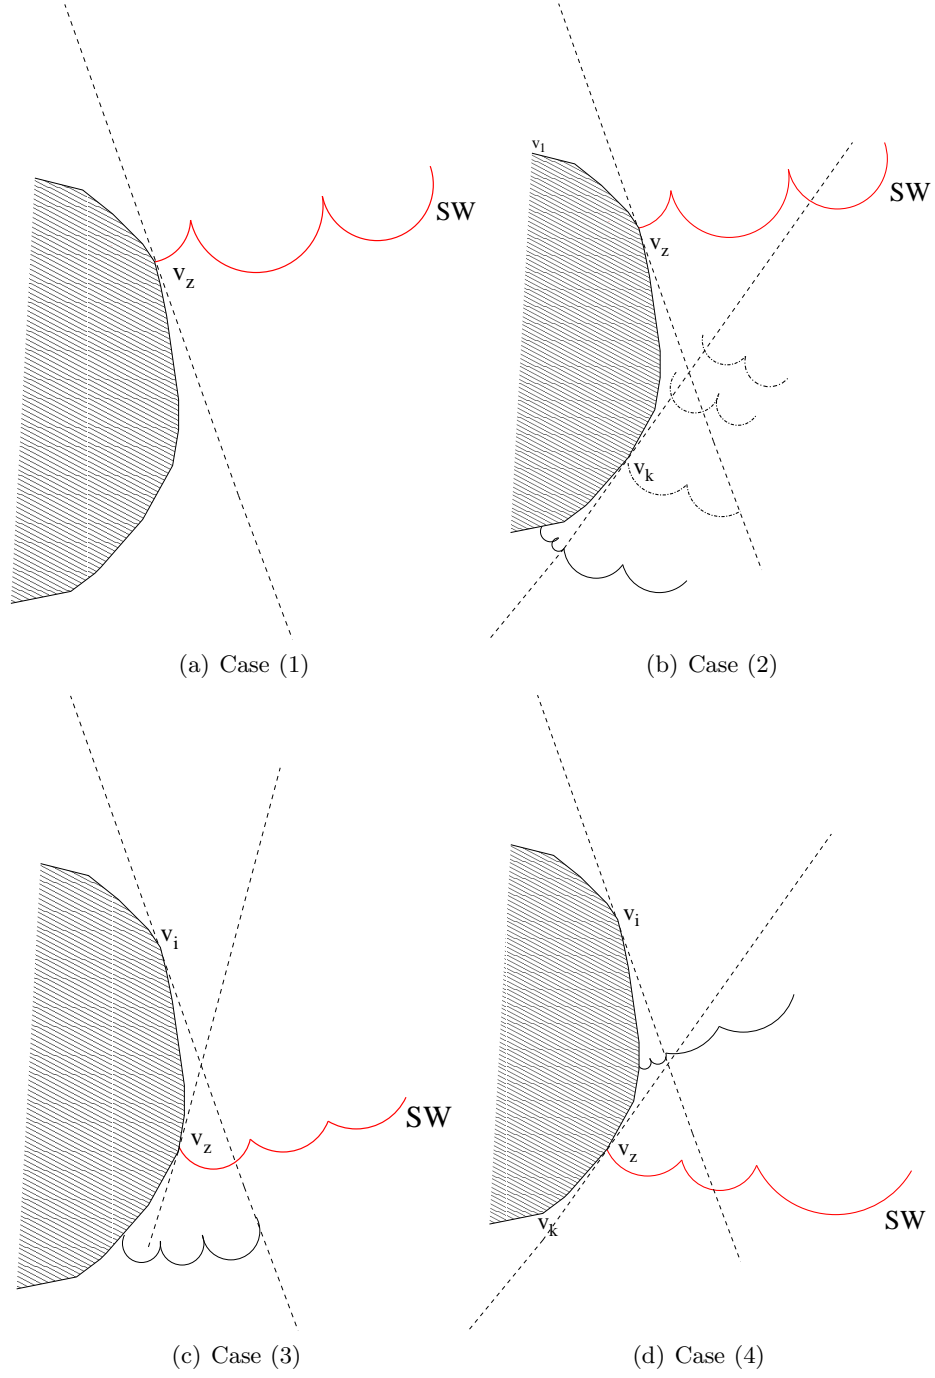 SW
v_z
(a) Case (1)
v_1
SW
v_z
v_k
(b) Case (2)
v_i
SW
v_z
(c) Case (3)
v_i
v_z
v_k
SW
(d) Case (4)